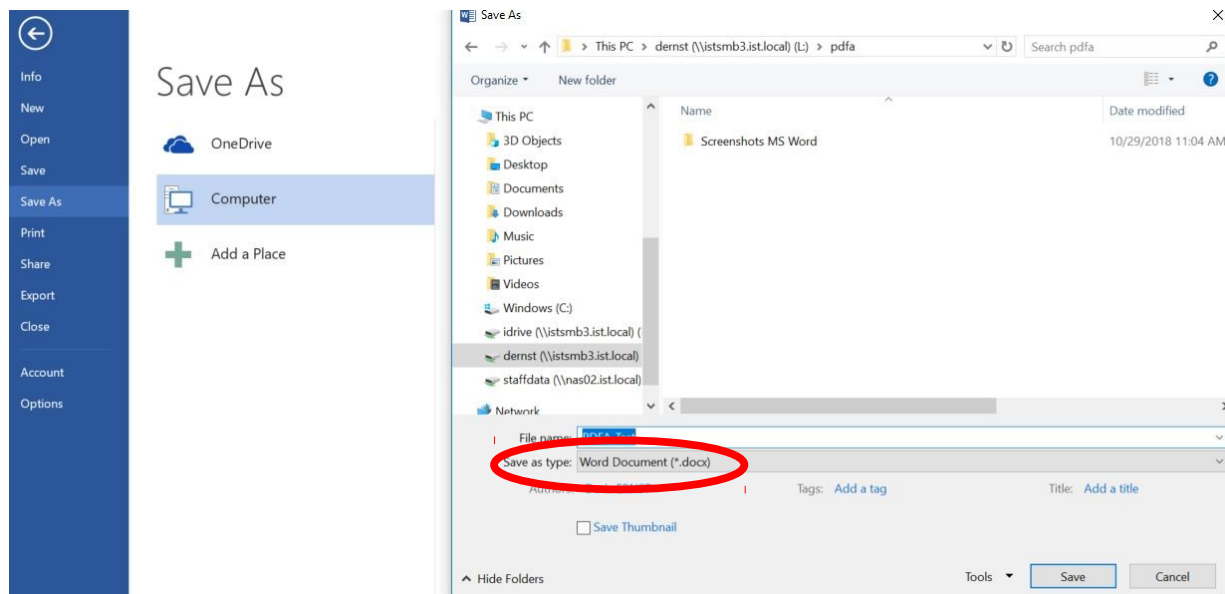 Save As
This PC > dernst (\\istsmb3.ist.local) (L:) > pdfa
Search pdfa
Organize
New folder
Info
New
Open
Save
Save As
Print
Share
Export
Close
Account
Options
Save As
OneDrive
Computer
Add a Place
This PC
3D Objects
Desktop
Documents
Downloads
Music
Pictures
Videos
Windows (C:)
idrive (\\istsmb3.ist.local) (
dernst (\\istsmb3.ist.local)
staffdata (\\nas02.ist.local)
Network
Name
Date modified
Screenshots MS Word
10/29/2018 11:04 AM
File name:
Save as type: Word Document (*.docx)
Authors:
Tags: Add a tag
Title: Add a title
Save Thumbnail
Hide Folders
Tools
Save
Cancel